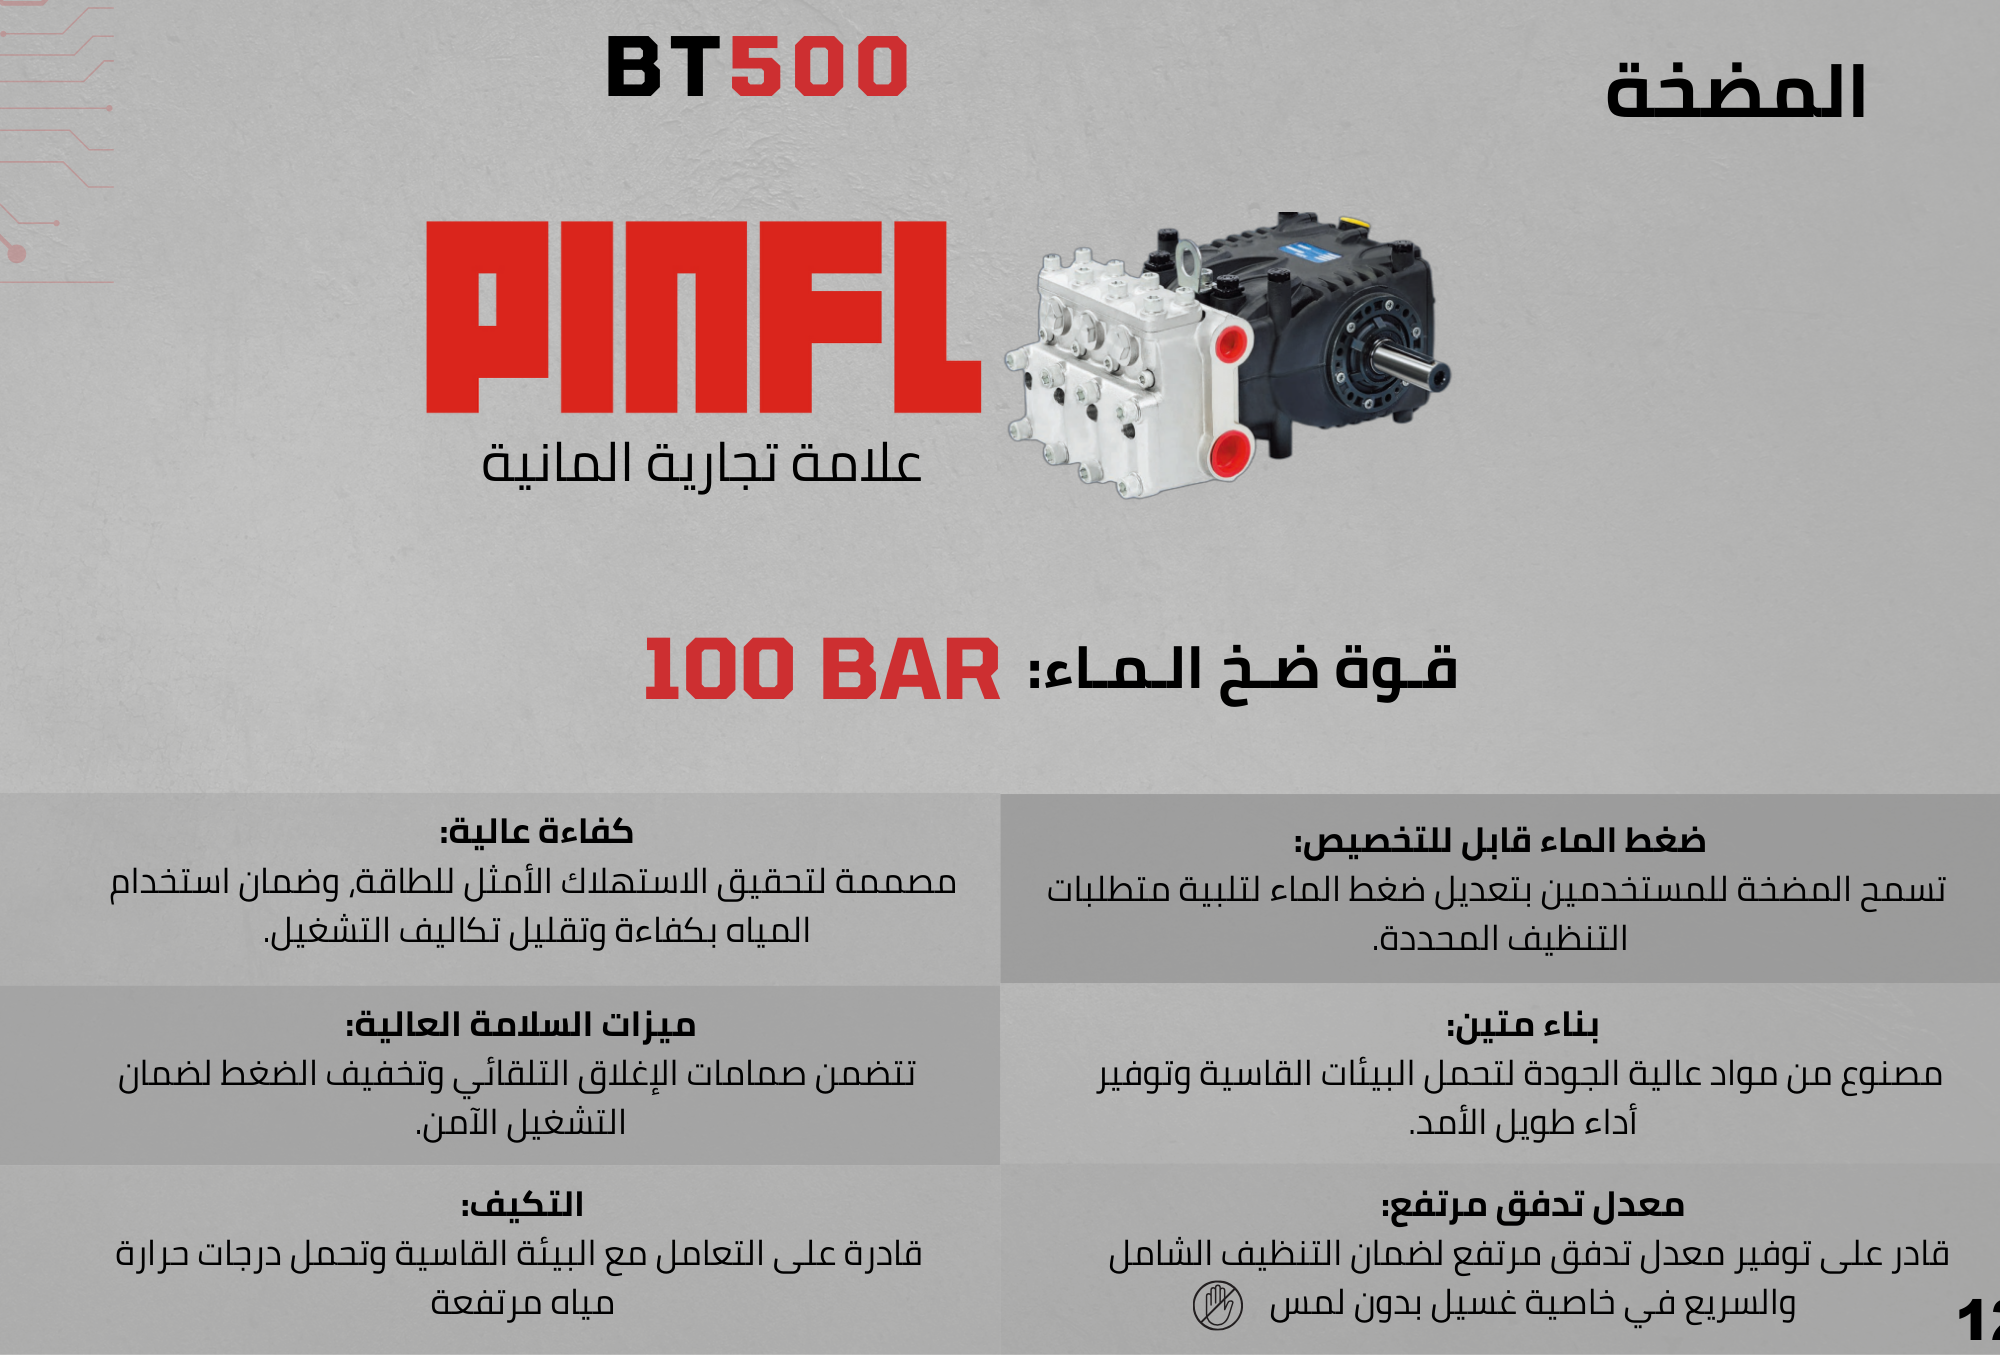 المضخة
BT500
PINFL
علامة تجارية المانية
قـوة ضـخ الـمـاء: 100 BAR
ضغط الماء قابل للتخصيص:
تسمح المضخة للمستخدمين بتعديل ضغط الماء لتلبية متطلبات
التنظيف المحددة.
كفاءة عالية:
مصممة لتحقيق الاستهلاك الأمثل للطاقة, وضمان استخدام
المياه بكفاءة وتقليل تكاليف التشغيل.
بناء متين:
مصنوع من مواد عالية الجودة لتحمل البيئات القاسية وتوفير
أداء طويل الأمد.
ميزات السلامة العالية:
تتضمن صمامات الإغلاق التلقائي وتخفيف الضغط لضمان
التشغيل الآمن.
معدل تدفق مرتفع:
قادر على توفير معدل تدفق مرتفع لضمان التنظيف الشامل
والسريع في خاصية غسيل بدون لمس
التكيف:
قادرة على التعامل مع البيئة القاسية وتحمل درجات حرارة
مياه مرتفعة
12